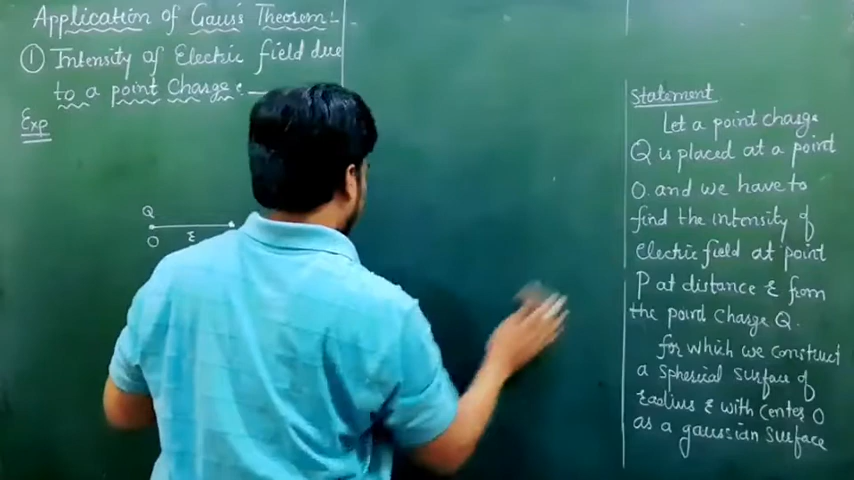 Application of Gauss Theorem :-
① Intensity of Electric field due
to a point charge :-
Exp
Q
O r
Statement
Let a point charge
Q is placed at a point
O. and we have to
find the intensity of
electric field at point
P at distance r from
the point charge Q.
for which we construct
a spherical surface of
radius r with center O
as a gaussian surface